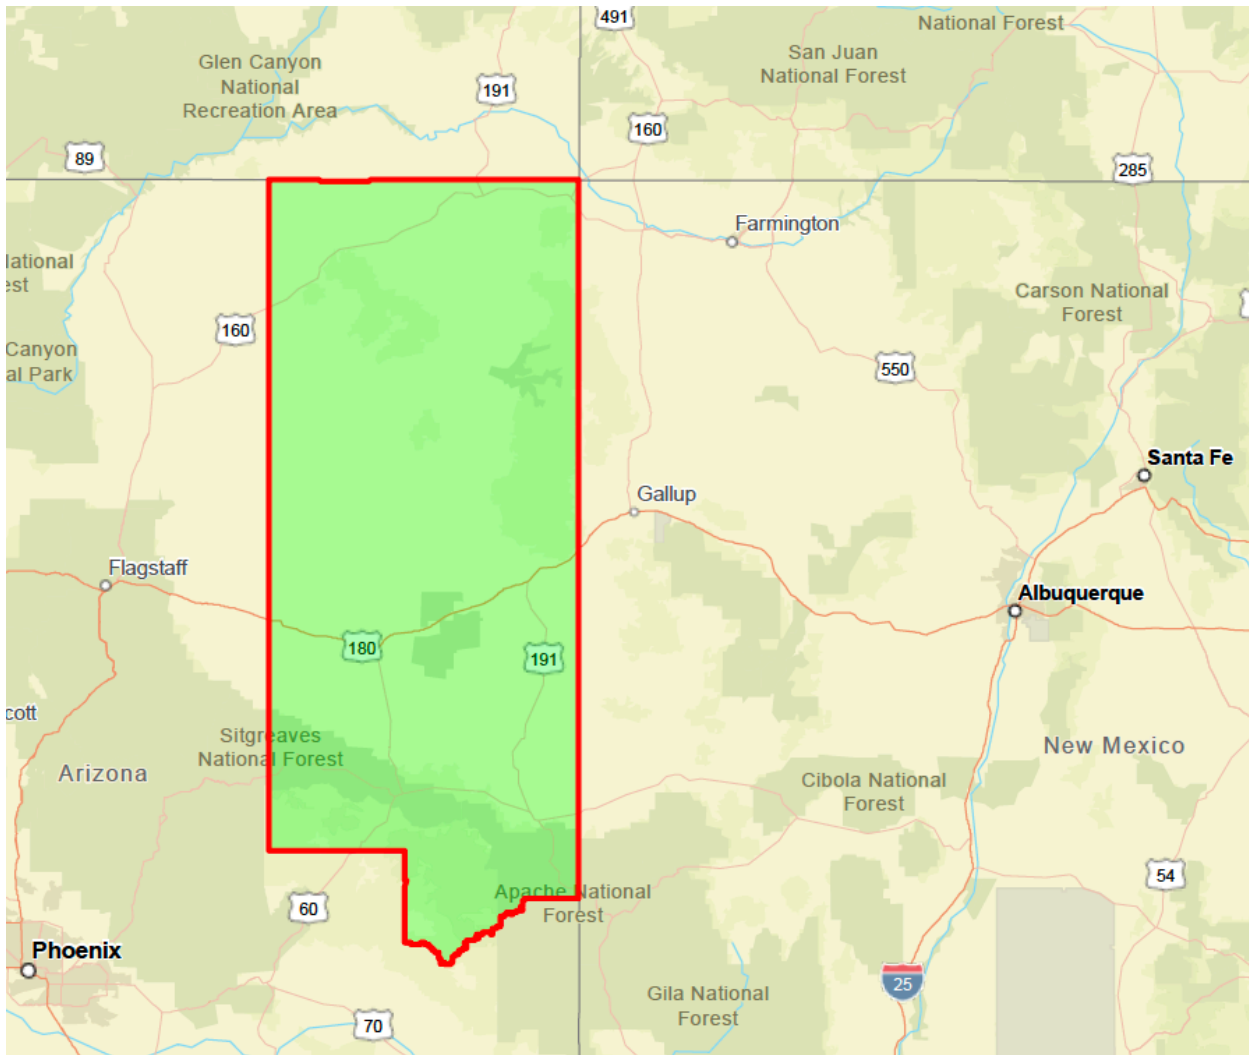 491
National Forest
San Juan
National Forest
Glen Canyon
National
Recreation Area
191
160
89
285
Farmington
lational
est
Carson National
Forest
160
Canyon
al Park
550
Santa Fe
Gallup
Flagstaff
Albuquerque
180
191
cott
Sitgreaves
National Forest
Arizona
New Mexico
Cibola National
Forest
54
Apache National
Forest
60
Phoenix
25
Gila National
Forest
70